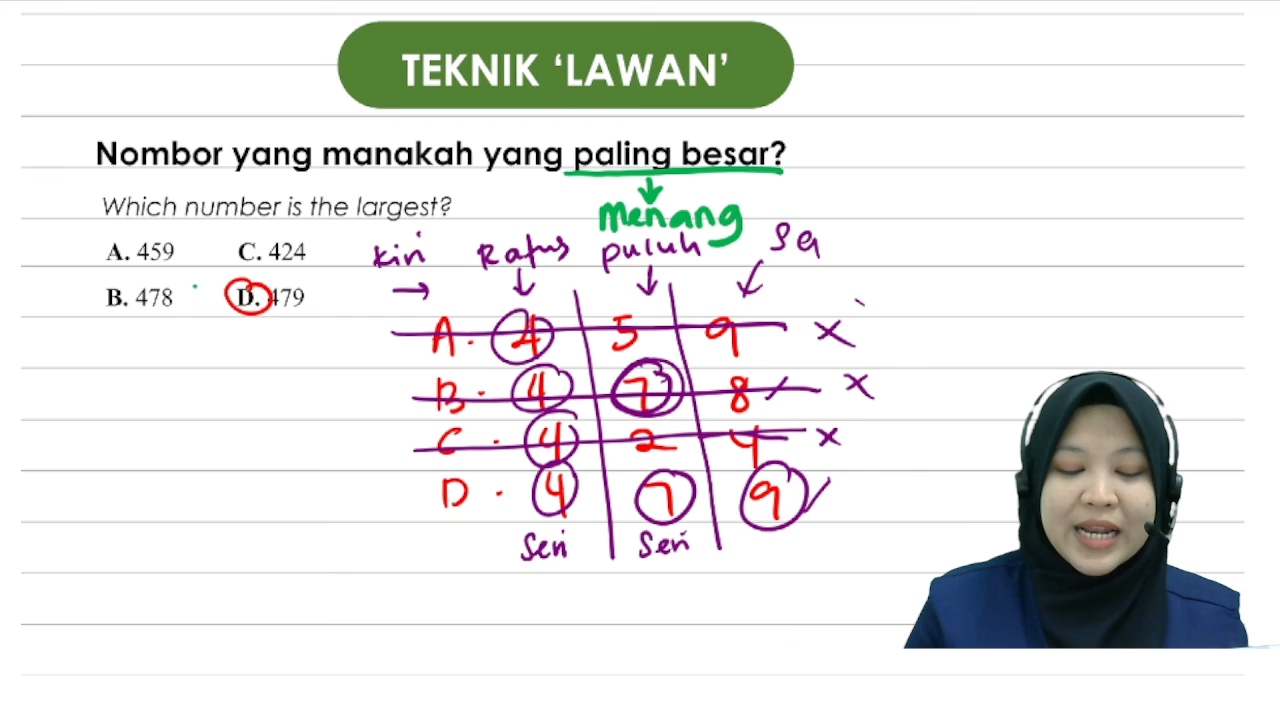 TEKNIK ‘LAWAN’
Nombor yang manakah yang paling besar?
Which number is the largest?
menang
A. 459 C. 424
B. 478 D. 479
Kiri Ratus puluh Sa
A. 4 5 9 x
B. 4 7 8 x
C. 4 2 4 x
D. 4 7 9
Seri Seri